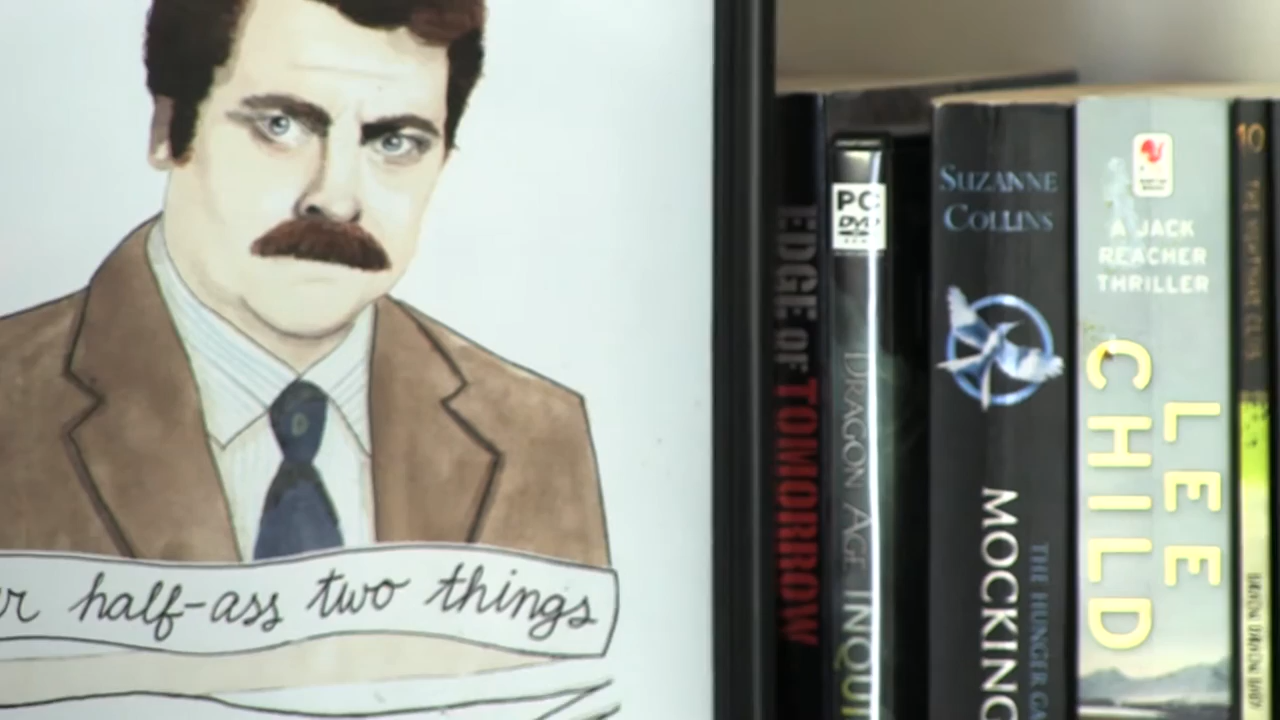 half-ass two things
EDGE OF TOMORROW
PC
DVD
DRAGON AGE INQUI
SUZANNE
COLLINS
MOCKING
THE HUNGER GA
A JACK
REACHER
THRILLER
LEE
CHILD
10